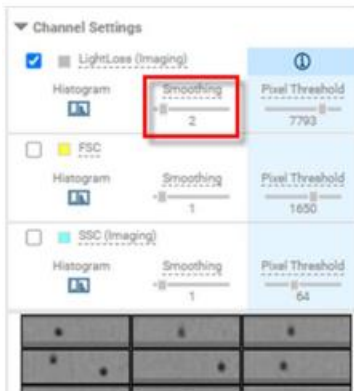 Channel Settings
LightLoss (Imaging)
Histogram Smoothing Pixel Threshold
2 7793
FSC
Histogram Smoothing Pixel Threshold
1 1650
SSC (Imaging)
Histogram Smoothing Pixel Threshold
1 64